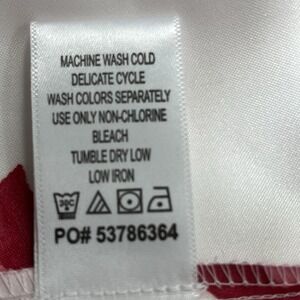 MACHINE WASH COLD
DELICATE CYCLE
WASH COLORS SEPARATELY
USE ONLY NON-CHLORINE
BLEACH
TUMBLE DRY LOW
LOW IRON
30C
PO# 53786364